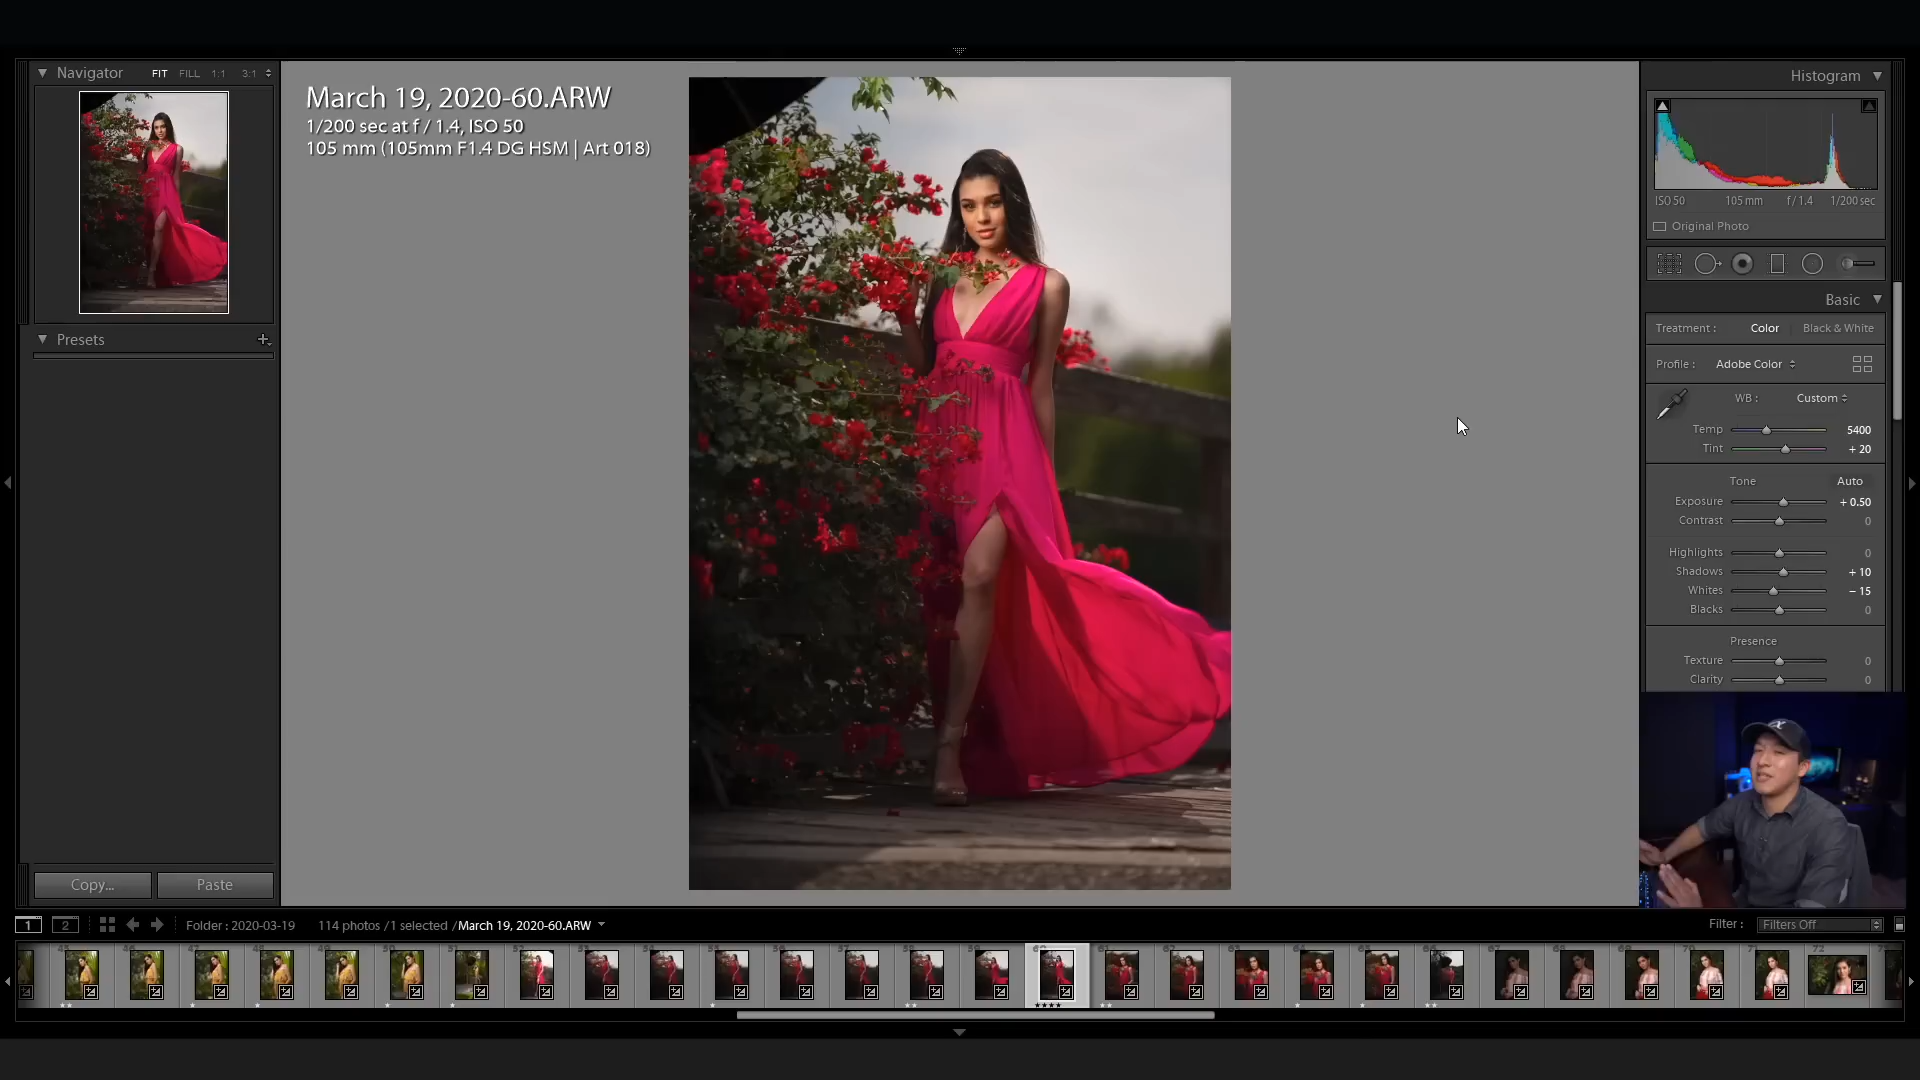 Navigator FIT FILL 1:1 3:1
March 19, 2020-60.ARW
1/200 sec at f / 1.4, ISO 50
105 mm (105mm F1.4 DG HSM | Art 018)
Presets
Copy... Paste
Histogram
ISO 50 105 mm f / 1.4 1/200 sec
Original Photo
Basic
Treatment : Color Black & White
Profile : Adobe Color
WB : Custom
Temp 5400
Tint + 20
Tone Auto
Exposure + 0.50
Contrast 0
Highlights 0
Shadows + 10
Whites – 15
Blacks 0
Presence
Texture 0
Clarity 0
1 2 Folder : 2020-03-19 114 photos / 1 selected / March 19, 2020-60.ARW Filter : Filters Off